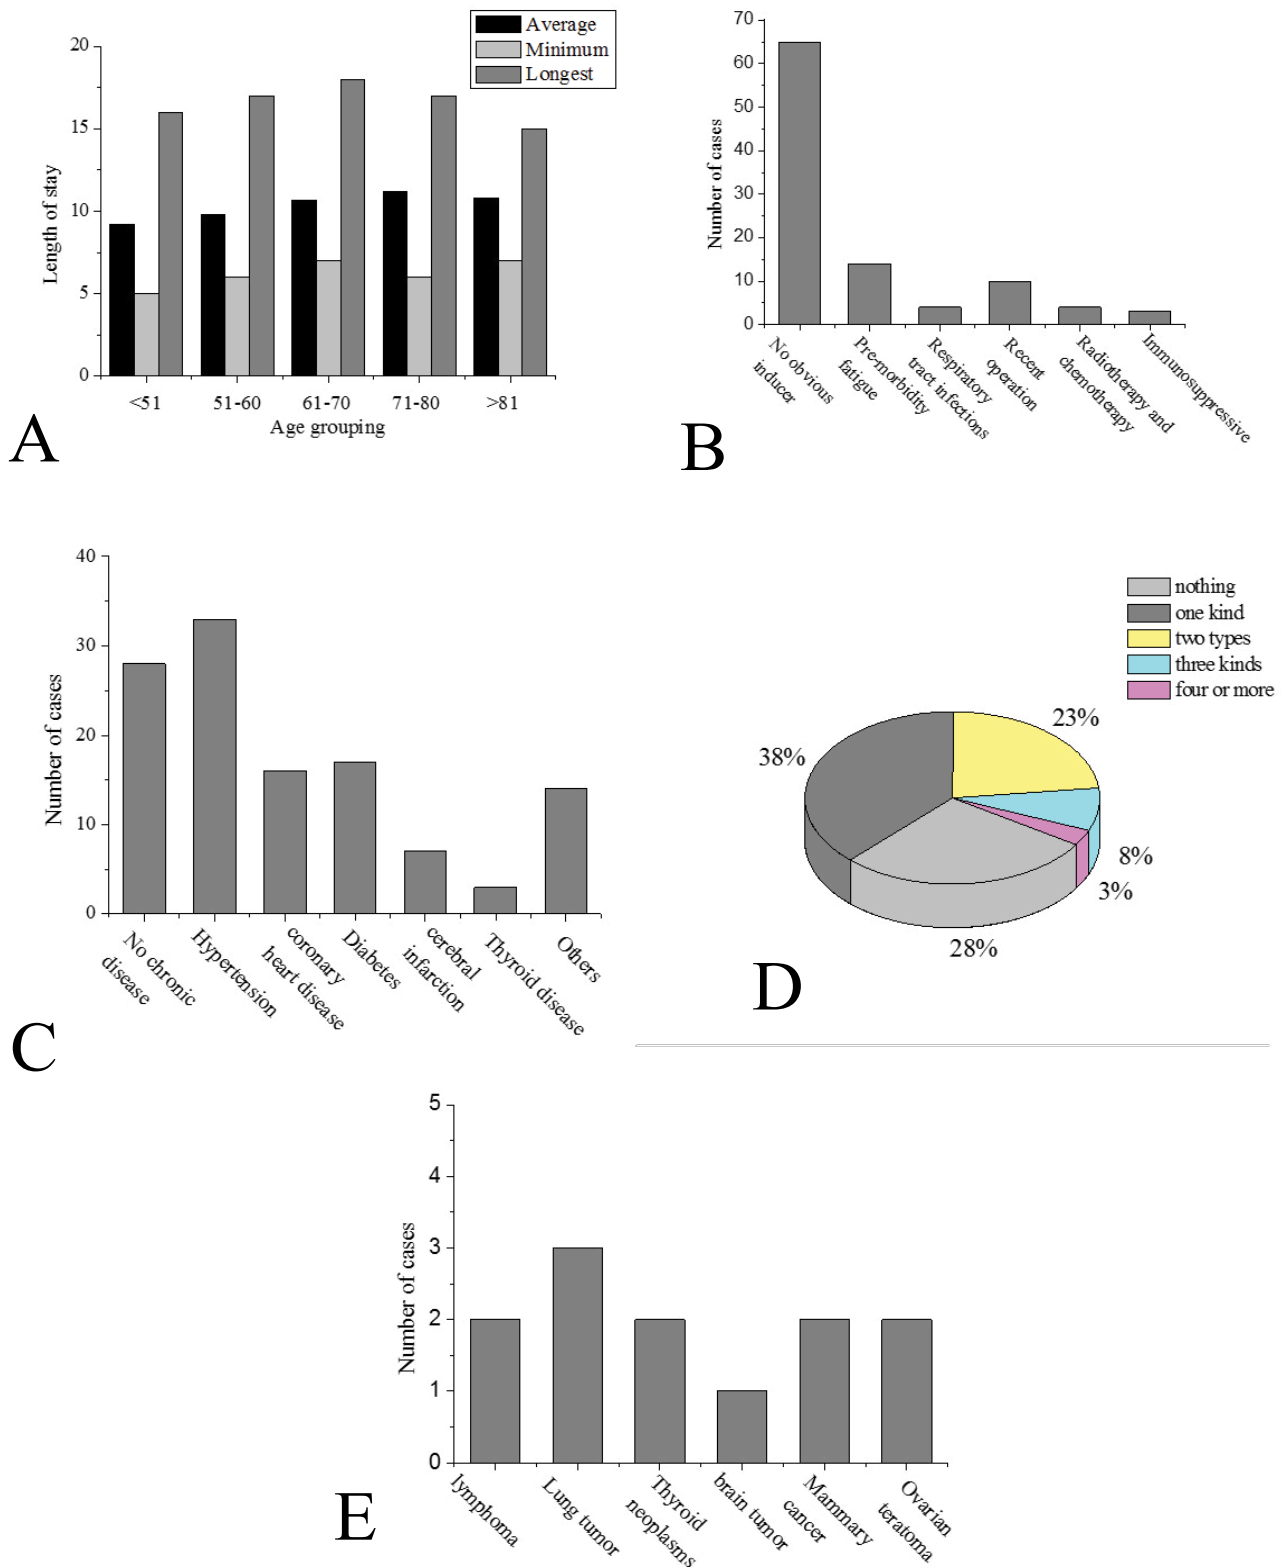 Average
Minimum
Longest
20
15
10
5
0
Length of stay
<51
51-60
61-70
71-80
>81
Age grouping
A
70
60
50
40
30
20
10
0
Number of cases
No obvious
inducer
Pre-morbidity
fatigue
Respiratory
tract infections
Recent
operation
Radiotherapy and
chemotherapy
Immunosuppressive
B
40
30
20
10
0
Number of cases
No chronic
disease
Hypertension
coronary
heart disease
Diabetes
cerebral
infarction
Thyroid disease
Others
C
nothing
one kind
two types
three kinds
four or more
23%
38%
8%
3%
28%
D
5
4
3
2
1
0
Number of cases
lymphoma
Lung tumor
Thyroid
neoplasms
brain tumor
Mammary
cancer
Ovarian
teratoma
E